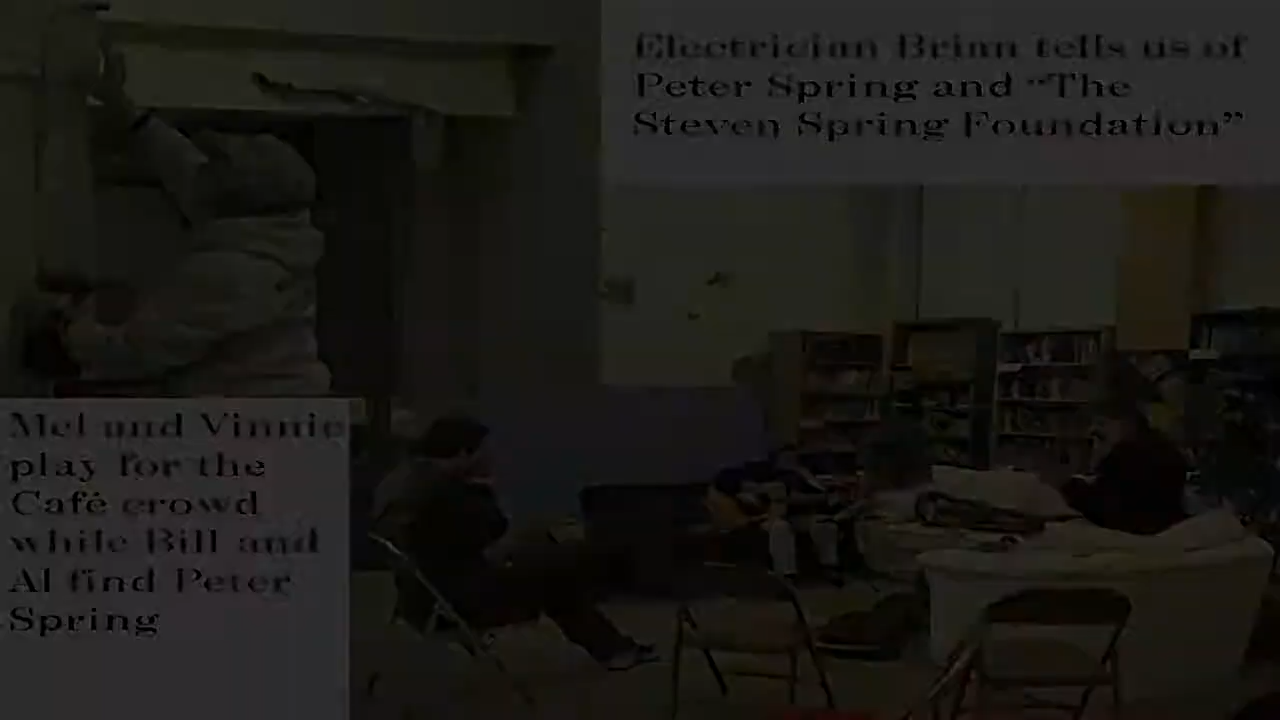 Electrician Brian tells us of
Peter Spring and “The
Steven Spring Foundation”
Mel and Vinnie
play for the
Café crowd
while Bill and
Al find Peter
Spring